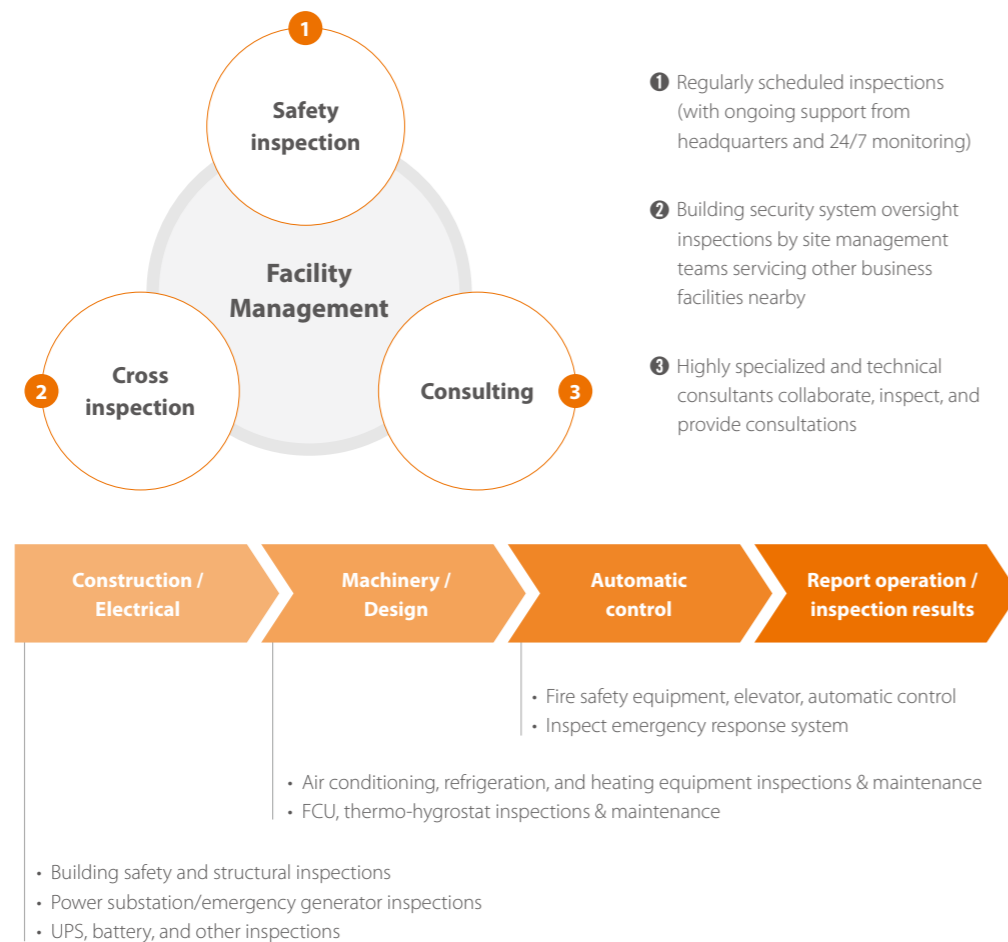 1
Safety
inspection
Facility
Management
2
Cross
inspection
Consulting
3
❶ Regularly scheduled inspections
(with ongoing support from
headquarters and 24/7 monitoring)
❷ Building security system oversight
inspections by site management
teams servicing other business
facilities nearby
❸ Highly specialized and technical
consultants collaborate, inspect, and
provide consultations
Construction /
Electrical
Machinery /
Design
Automatic
control
Report operation /
inspection results
• Fire safety equipment, elevator, automatic control
• Inspect emergency response system
• Air conditioning, refrigeration, and heating equipment inspections & maintenance
• FCU, thermo-hygrostat inspections & maintenance
• Building safety and structural inspections
• Power substation/emergency generator inspections
• UPS, battery, and other inspections